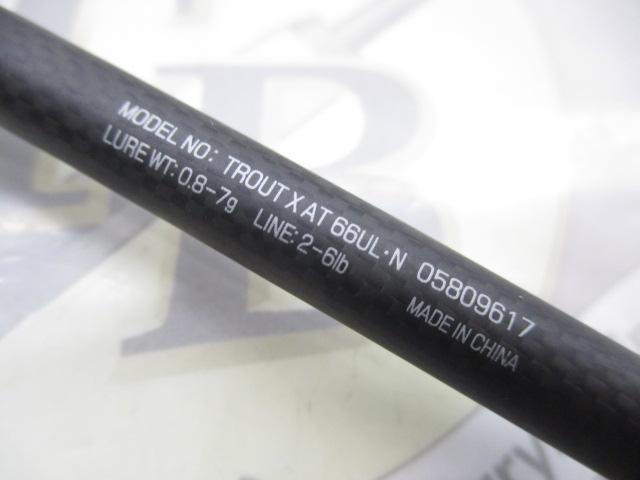 MODEL NO: TROUT X AT 66UL·N 05809617
LURE WT: 0.8-7g LINE: 2-6lb MADE IN CHINA